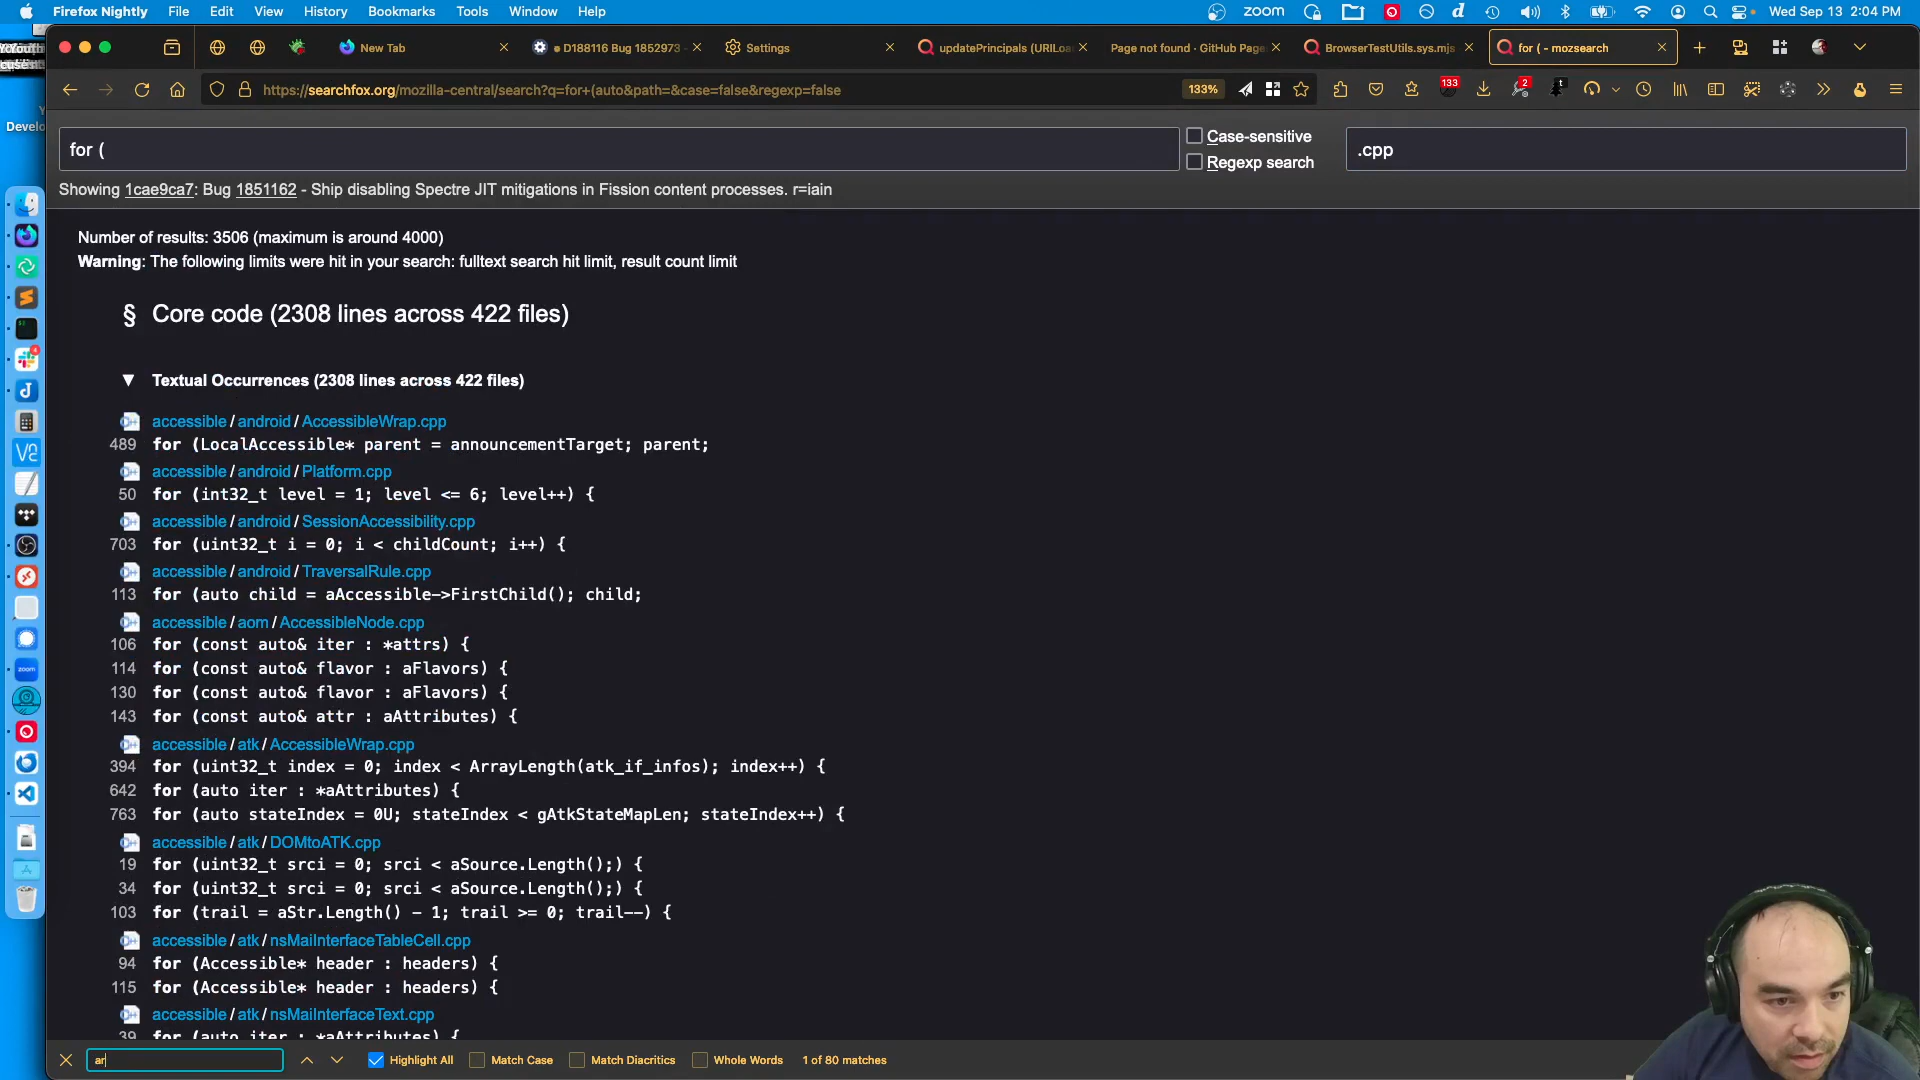 Firefox Nightly File Edit View History Bookmarks Tools Window Help
zoom Wed Sep 13 2:04 PM
New Tab
D188116 Bug 1852973 -
Settings
updatePrincipals (URILoa
Page not found · GitHub Page
BrowserTestUtils.sys.mjs
for ( - mozsearch
https://searchfox.org/mozilla-central/search?q=for+(auto&path=&case=false&regexp=false
133%
133
2
Develo
for (
Case-sensitive
Regexp search
.cpp
Showing 1cae9ca7: Bug 1851162 - Ship disabling Spectre JIT mitigations in Fission content processes. r=iain
Number of results: 3506 (maximum is around 4000)
Warning: The following limits were hit in your search: fulltext search hit limit, result count limit
§ Core code (2308 lines across 422 files)
▼ Textual Occurrences (2308 lines across 422 files)
accessible/android/AccessibleWrap.cpp
489 for (LocalAccessible* parent = announcementTarget; parent;
accessible/android/Platform.cpp
50 for (int32_t level = 1; level <= 6; level++) {
accessible/android/SessionAccessibility.cpp
703 for (uint32_t i = 0; i < childCount; i++) {
accessible/android/TraversalRule.cpp
113 for (auto child = aAccessible->FirstChild(); child;
accessible/aom/AccessibleNode.cpp
106 for (const auto& iter : *attrs) {
114 for (const auto& flavor : aFlavors) {
130 for (const auto& flavor : aFlavors) {
143 for (const auto& attr : aAttributes) {
accessible/atk/AccessibleWrap.cpp
394 for (uint32_t index = 0; index < ArrayLength(atk_if_infos); index++) {
642 for (auto iter : *aAttributes) {
763 for (auto stateIndex = 0U; stateIndex < gAtkStateMapLen; stateIndex++) {
accessible/atk/DOMtoATK.cpp
19 for (uint32_t srci = 0; srci < aSource.Length();) {
34 for (uint32_t srci = 0; srci < aSource.Length();) {
103 for (trail = aStr.Length() - 1; trail >= 0; trail--) {
accessible/atk/nsMaiInterfaceTableCell.cpp
94 for (Accessible* header : headers) {
115 for (Accessible* header : headers) {
accessible/atk/nsMaiInterfaceText.cpp
39 for (auto iter : *aAttributes) {
ar
Highlight All
Match Case
Match Diacritics
Whole Words
1 of 80 matches